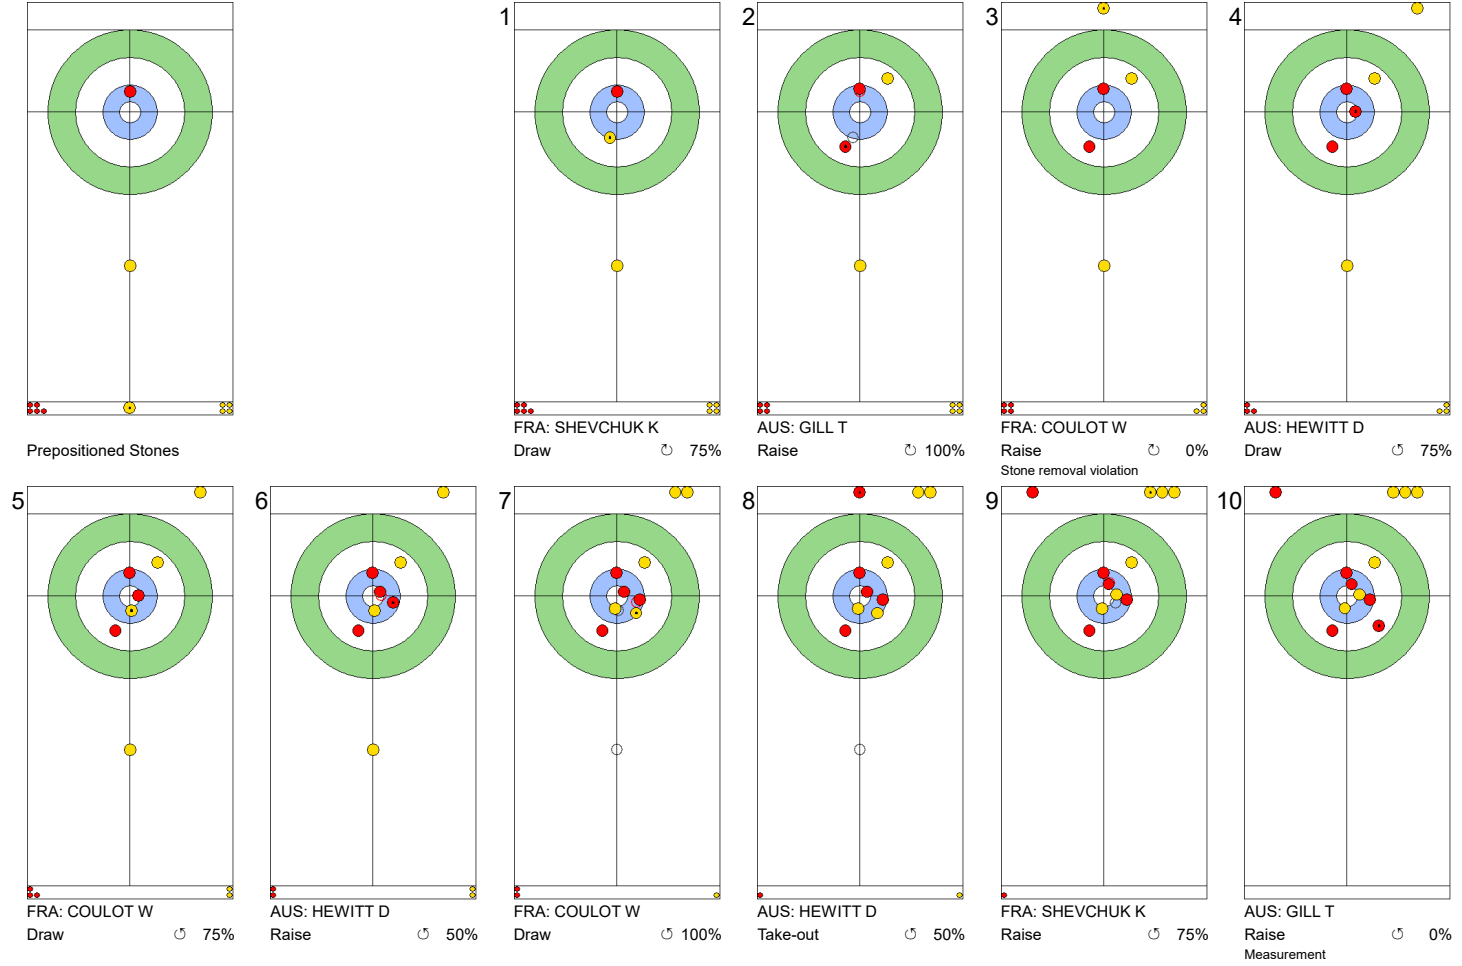 Prepositioned Stones
1
FRA: SHEVCHUK K
Draw ↻ 75%
2
AUS: GILL T
Raise ↻ 100%
3
FRA: COULOT W
Raise ↻ 0%
Stone removal violation
4
AUS: HEWITT D
Draw ↺ 75%
5
FRA: COULOT W
Draw ↺ 75%
6
AUS: HEWITT D
Raise ↺ 50%
7
FRA: COULOT W
Draw ↺ 100%
8
AUS: HEWITT D
Take-out ↺ 50%
9
FRA: SHEVCHUK K
Raise ↺ 75%
10
AUS: GILL T
Raise ↺ 0%
Measurement